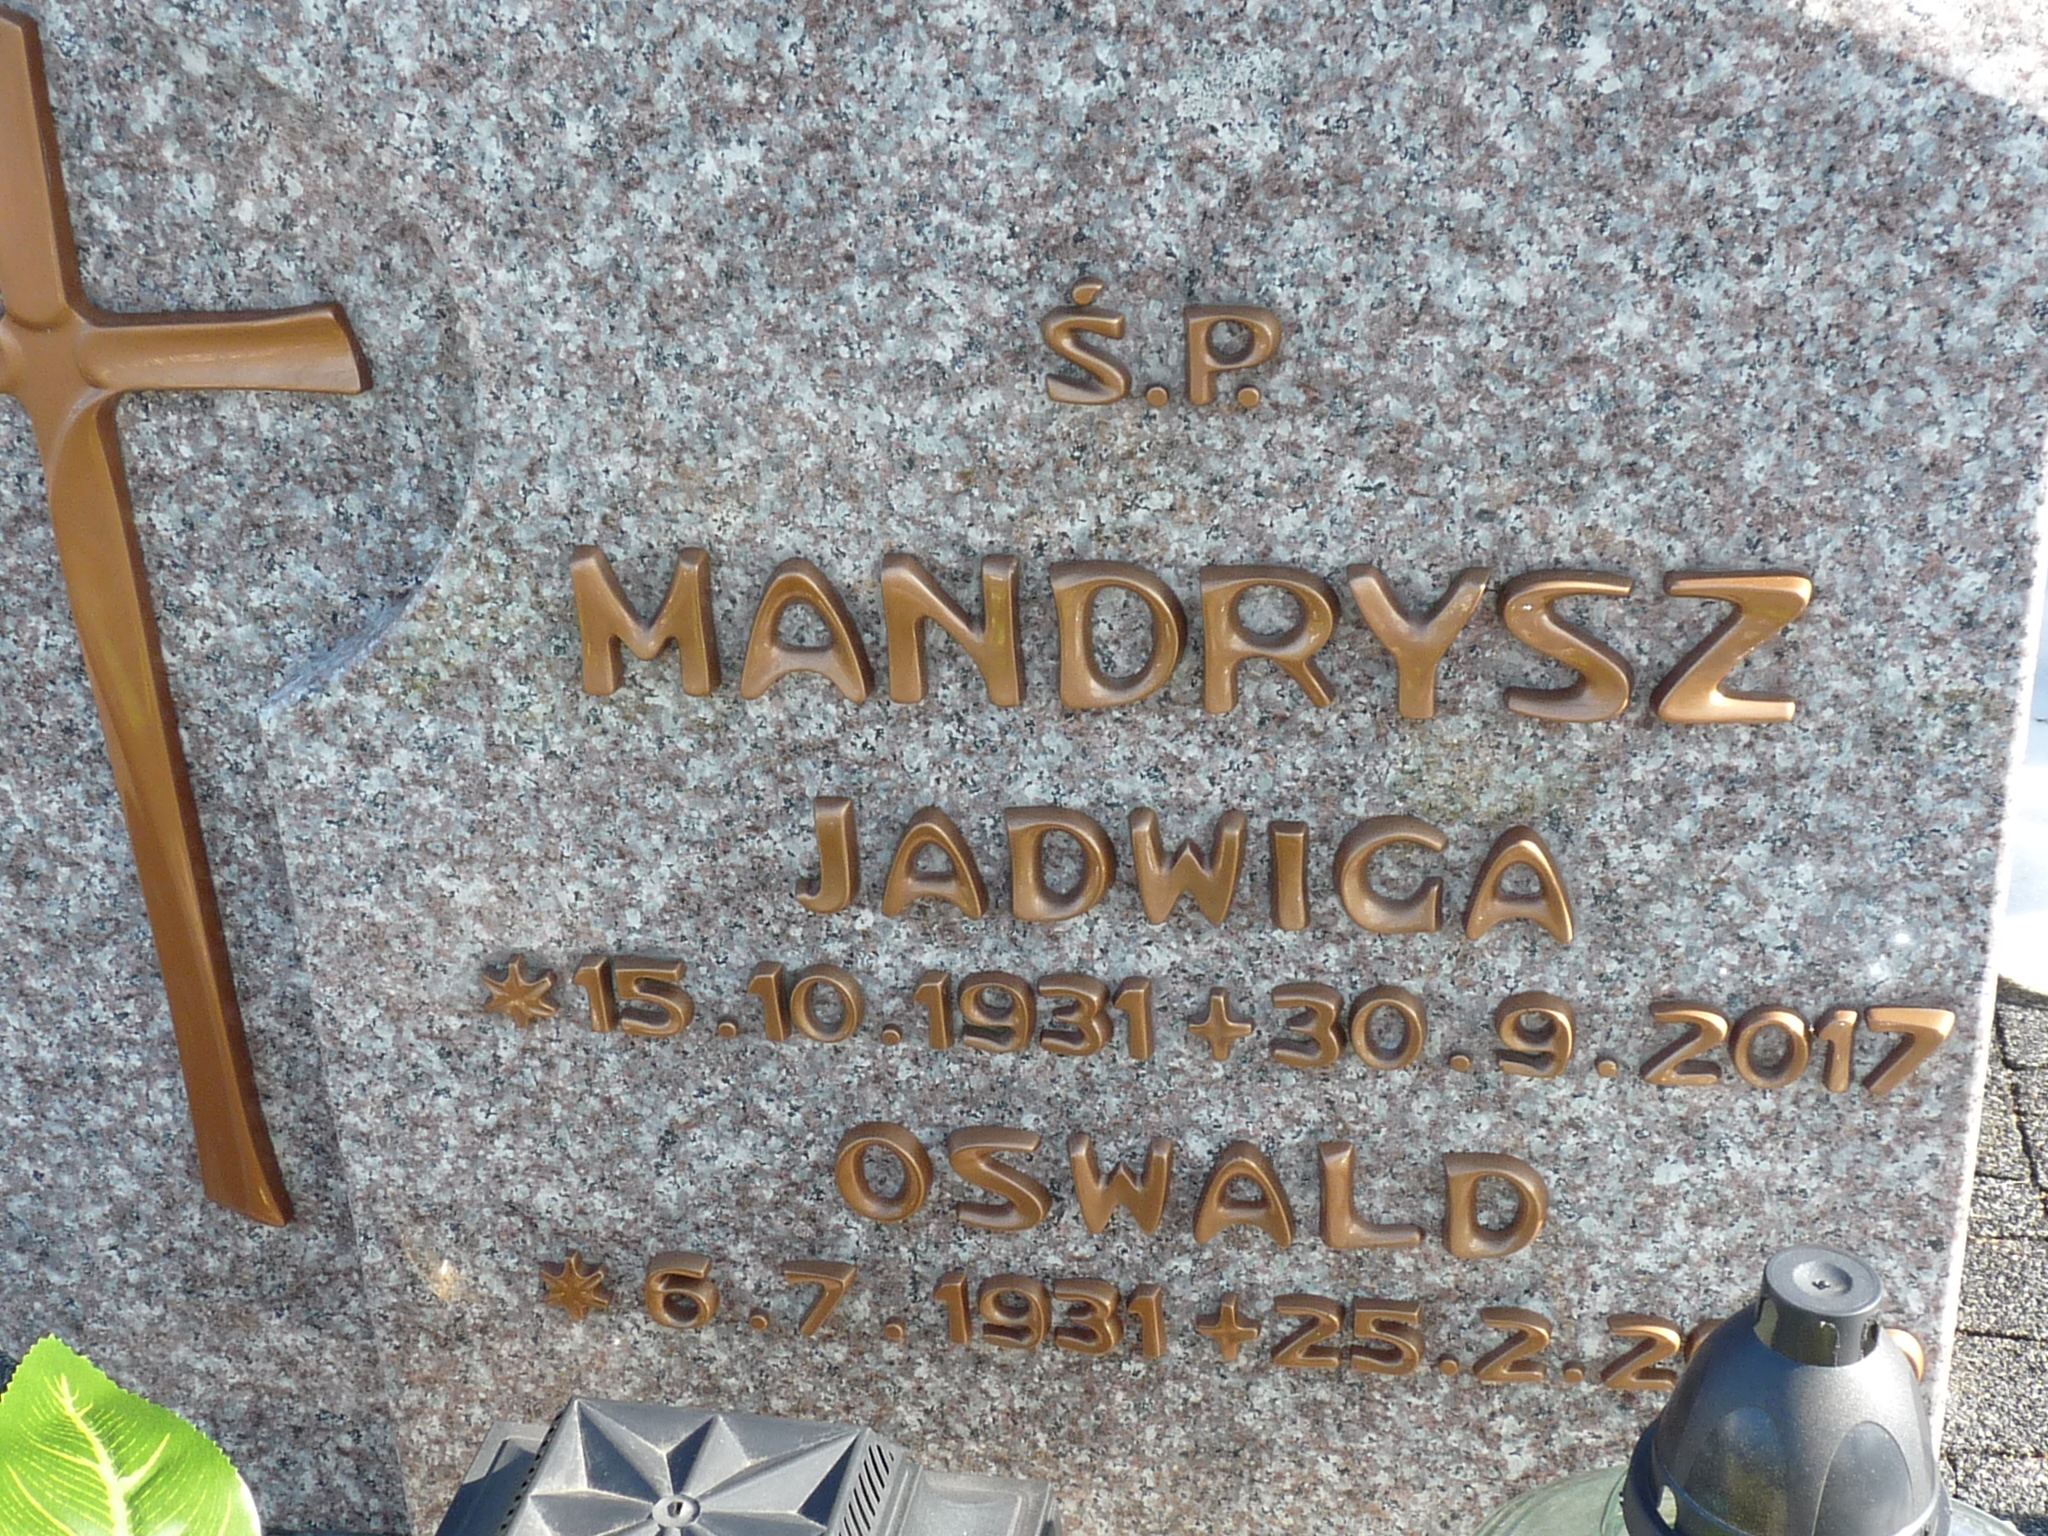 Ś.P.
MANDRYSZ
JADWIGA
*15.10.1931 +30.9.2017
OSWALD
*6.7.1931 +25.2.